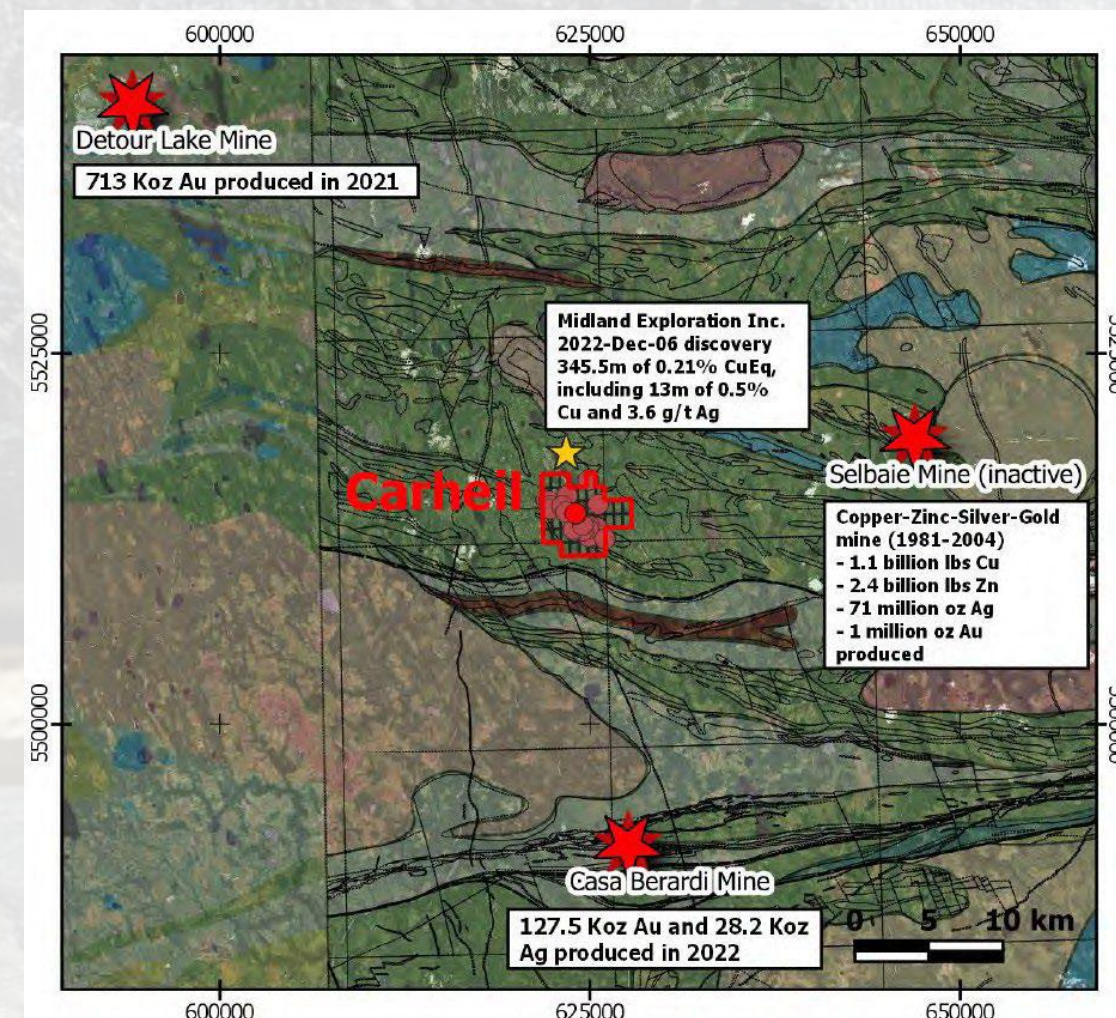 600000 625000 650000
Detour Lake Mine
713 Koz Au produced in 2021
5525000
5525000
Midland Exploration Inc.
2022-Dec-06 discovery
345.5m of 0.21% CuEq,
including 13m of 0.5%
Cu and 3.6 g/t Ag
Carheil
Selbaie Mine (inactive)
Copper-Zinc-Silver-Gold
mine (1981-2004)
- 1.1 billion lbs Cu
- 2.4 billion lbs Zn
- 71 million oz Ag
- 1 million oz Au
produced
5500000
5500000
Casa Berardi Mine
127.5 Koz Au and 28.2 Koz
Ag produced in 2022
0 5 10 km
600000 625000 650000